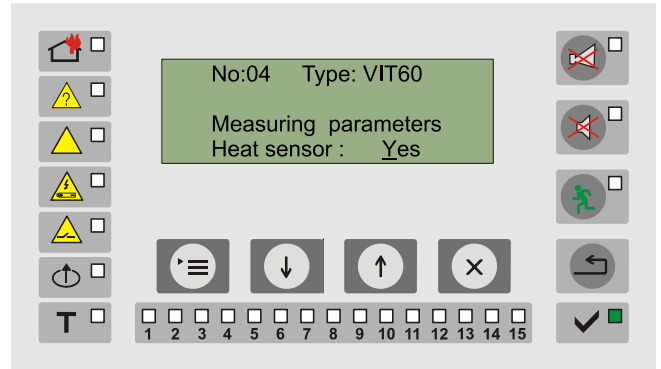 No:04 Type: VIT60
Measuring parameters
Heat sensor : Yes
?
T
1 2 3 4 5 6 7 8 9 10 11 12 13 14 15